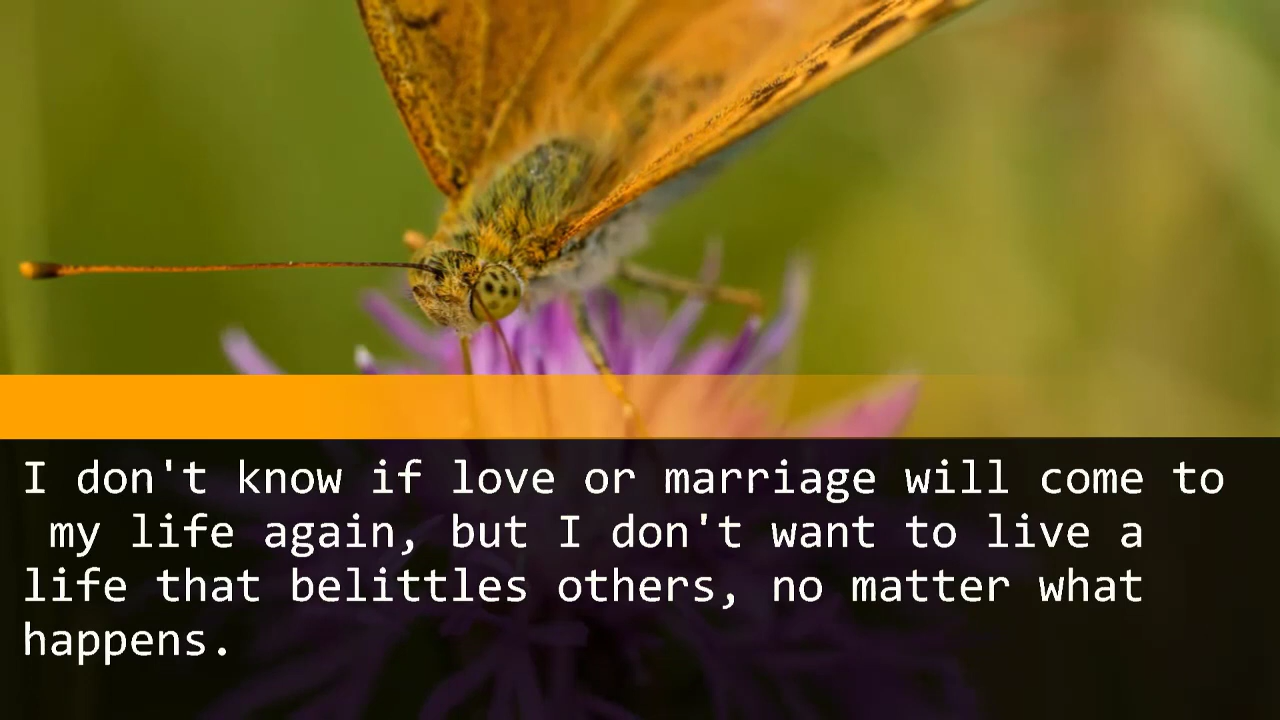 I don't know if love or marriage will come to
my life again, but I don't want to live a
life that belittles others, no matter what
happens.